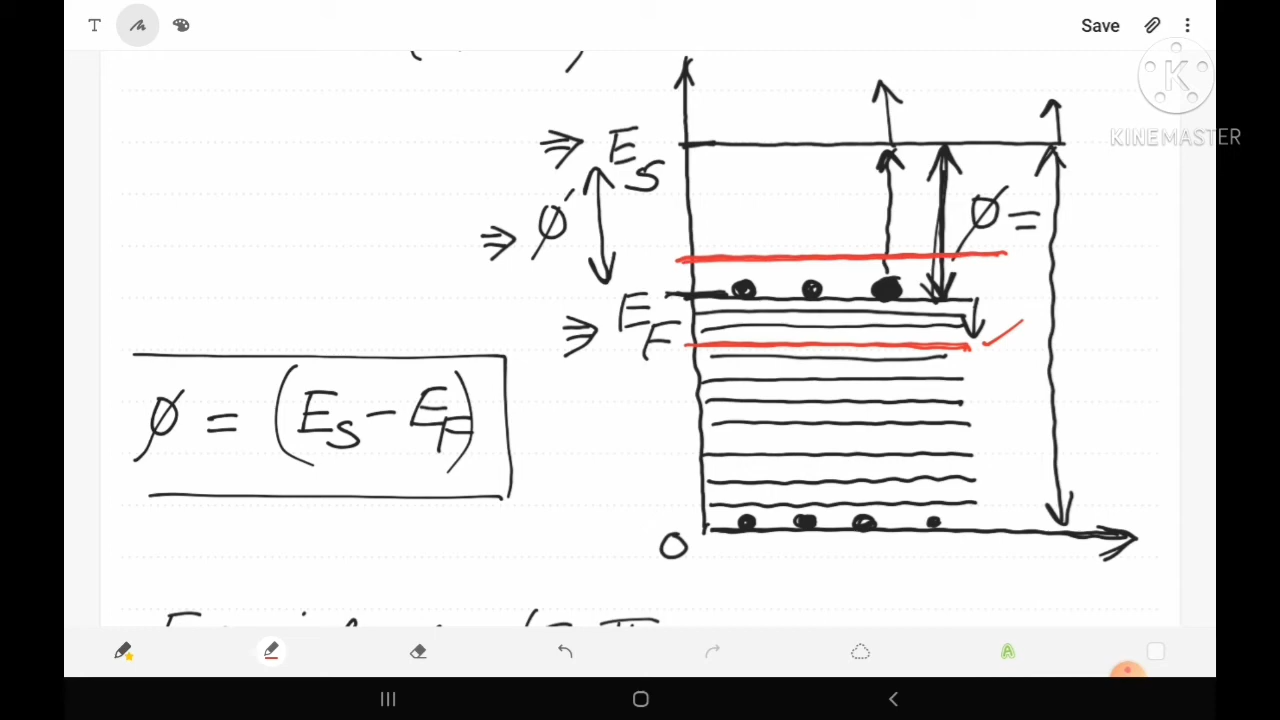 T
Save
K
KINEMASTER
⇒ E_S
⇒ Ø
Ø =
⇒ E_F
Ø = (E_S - E_F)
0
A